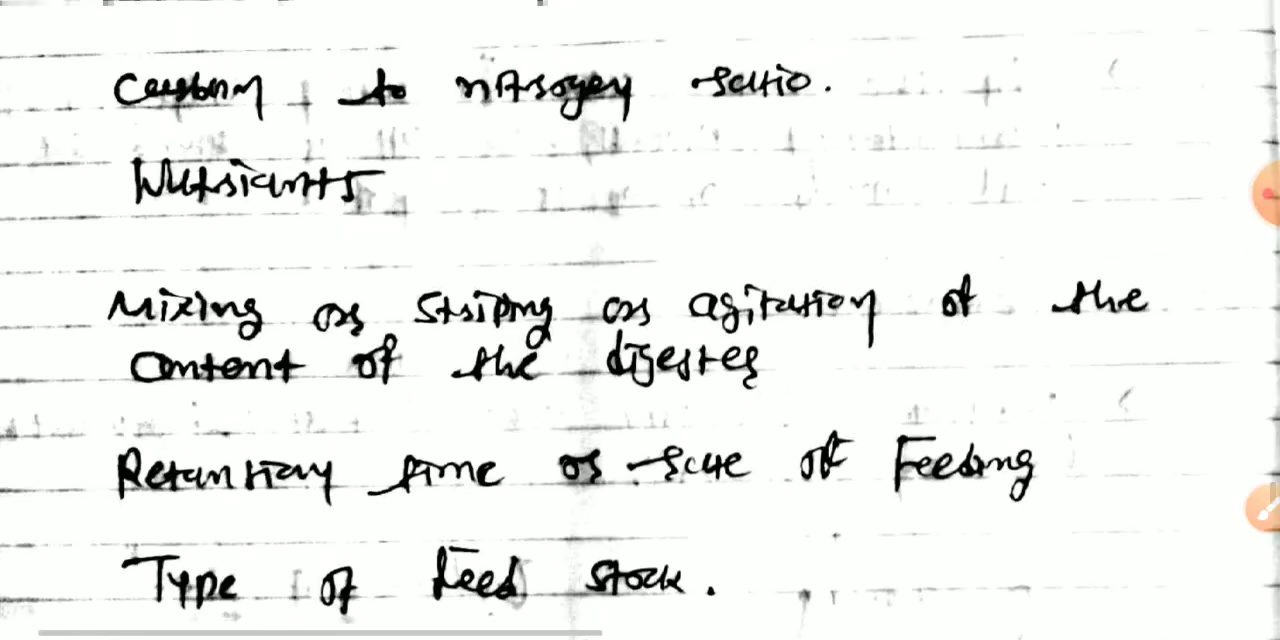 Carbon to nitrogen ratio.
Nutrients
Mixing or stirring or agitation of the
content of the digester
Retantion time or rate of Feeding
Type of feed stock.